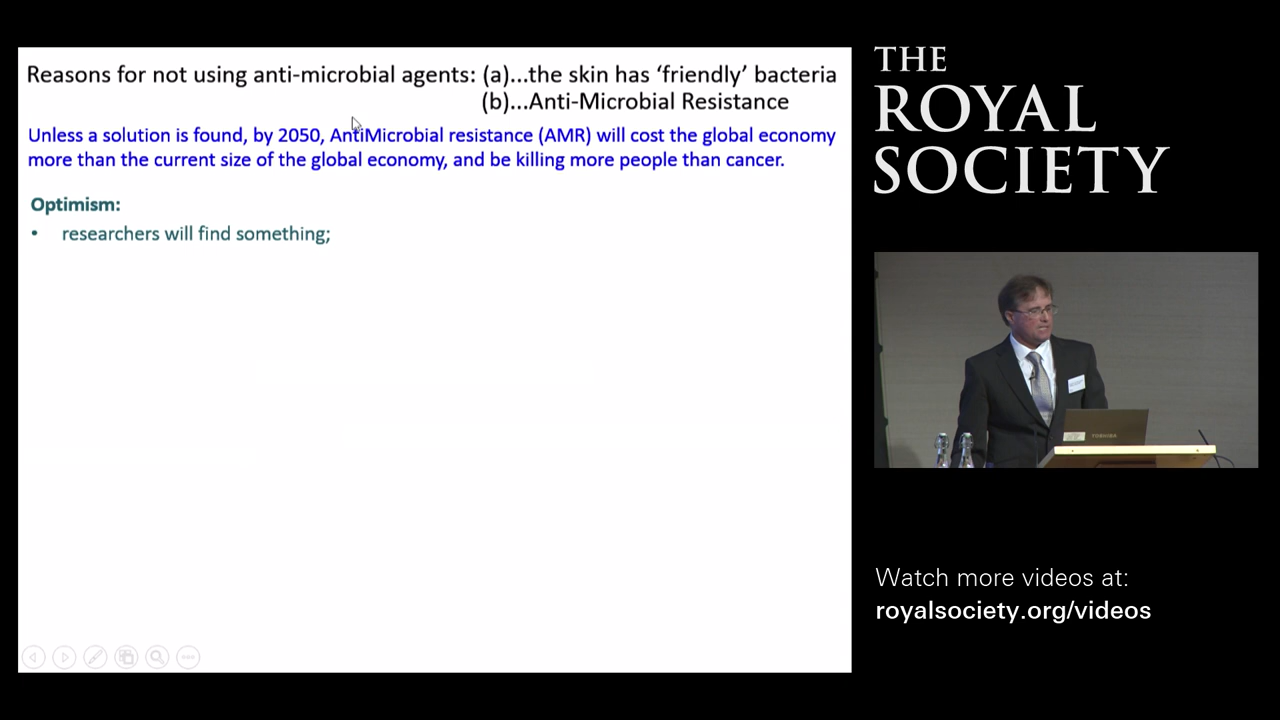 Reasons for not using anti-microbial agents: (a)...the skin has ‘friendly’ bacteria
(b)...Anti-Microbial Resistance
Unless a solution is found, by 2050, AntiMicrobial resistance (AMR) will cost the global economy
more than the current size of the global economy, and be killing more people than cancer.
Optimism:
• researchers will find something;
THE
ROYAL
SOCIETY
TOSHIBA
Watch more videos at:
royalsociety.org/videos